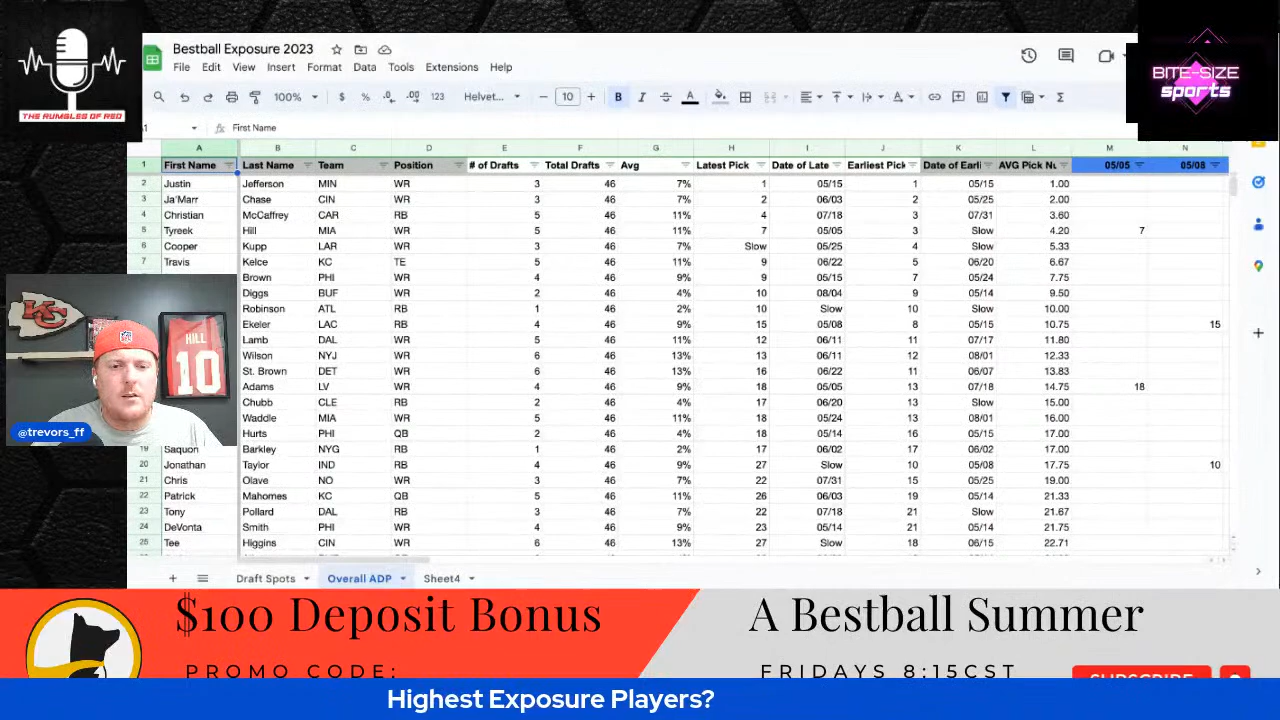 THE RUMBLES OF RED
Bestball Exposure 2023
File Edit View Insert Format Data Tools Extensions Help
100% $ % .0 .00 123 Helvet... 10 B I A
BITE-SIZE
sports
First Name
A B C D E F G H I J K L M N
1 First Name Last Name Team Position # of Drafts Total Drafts Avg Latest Pick Date of Late Earliest Pick Date of Earli AVG Pick Nu 05/05 05/08
2 Justin Jefferson MIN WR 3 46 7% 1 05/15 1 05/15 1.00
3 Ja'Marr Chase CIN WR 3 46 7% 2 06/03 2 05/25 2.00
4 Christian McCaffrey CAR RB 5 46 11% 4 07/18 3 07/31 3.60
5 Tyreek Hill MIA WR 5 46 11% 7 05/05 3 Slow 4.20 7
6 Cooper Kupp LAR WR 3 46 7% Slow 05/25 4 Slow 5.33
7 Travis Kelce KC TE 5 46 11% 9 06/22 5 06/20 6.67
Brown PHI WR 4 46 9% 9 05/15 7 05/24 7.75
Diggs BUF WR 2 46 4% 10 08/04 9 05/14 9.50
Robinson ATL RB 1 46 2% 10 Slow 10 Slow 10.00
Ekeler LAC RB 4 46 9% 15 05/08 8 05/15 10.75 15
Lamb DAL WR 5 46 11% 12 06/11 11 07/17 11.80
Wilson NYJ WR 6 46 13% 13 06/11 12 08/01 12.33
St. Brown DET WR 6 46 13% 16 06/22 11 06/07 13.83
Adams LV WR 4 46 9% 18 05/05 13 07/18 14.75 18
Chubb CLE RB 2 46 4% 17 06/20 13 Slow 15.00
Waddle MIA WR 5 46 11% 18 05/24 13 08/01 16.00
Hurts PHI QB 2 46 4% 18 05/14 16 05/15 17.00
19 Saquon Barkley NYG RB 1 46 2% 17 06/02 17 06/02 17.00
20 Jonathan Taylor IND RB 4 46 9% 27 Slow 10 05/08 17.75 10
21 Chris Olave NO WR 3 46 7% 22 07/31 15 05/25 19.00
22 Patrick Mahomes KC QB 5 46 11% 26 06/03 19 05/14 21.33
23 Tony Pollard DAL RB 3 46 7% 22 07/18 21 Slow 21.67
24 DeVonta Smith PHI WR 4 46 9% 23 05/14 21 05/14 21.75
Tee Higgins CIN WR 6 46 13% 27 Slow 18 06/15 22.71
KC
HILL
10
@trevors_ff
Draft Spots Overall ADP Sheet4
$100 Deposit Bonus
PROMO CODE:
A Bestball Summer
FRIDAYS 8:15CST
SUBSCRIBE
Highest Exposure Players?